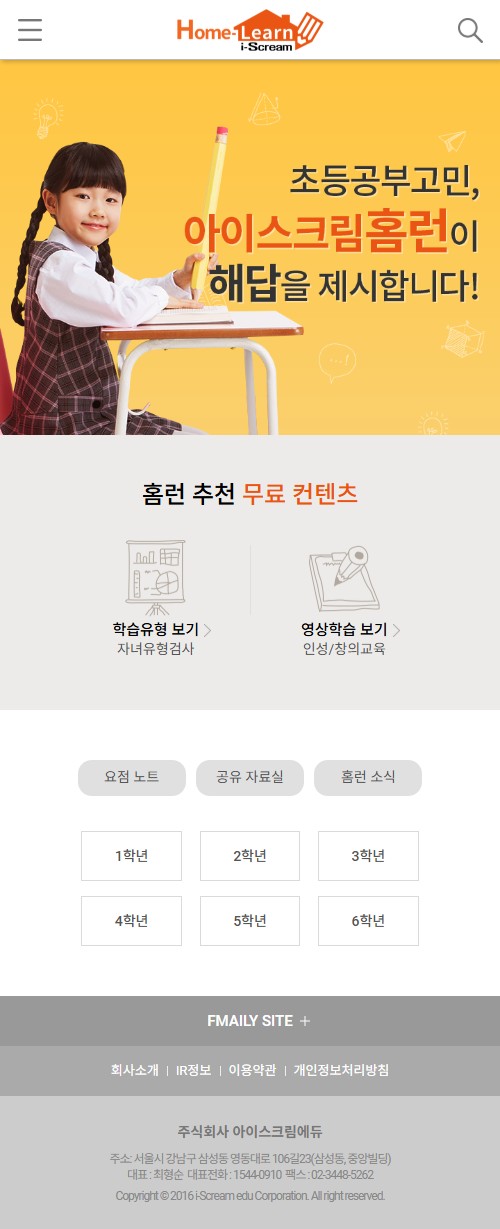 Home-Learn
i-Scream
초등공부고민,
아이스크림홈런이
해답을 제시합니다!
홈런 추천 무료 컨텐츠
학습유형 보기
자녀유형검사
영상학습 보기
인성/창의교육
요점 노트
공유 자료실
홈런 소식
1학년
2학년
3학년
4학년
5학년
6학년
FMAILY SITE +
회사소개 | IR정보 | 이용약관 | 개인정보처리방침
주식회사 아이스크림에듀
주소: 서울시 강남구 삼성동 영동대로 106길23(삼성동, 중앙빌딩)
대표 : 최형순 대표전화 : 1544-0910 팩스 : 02-3448-5262
Copyright © 2016 i-Scream edu Corporation. All right reserved.